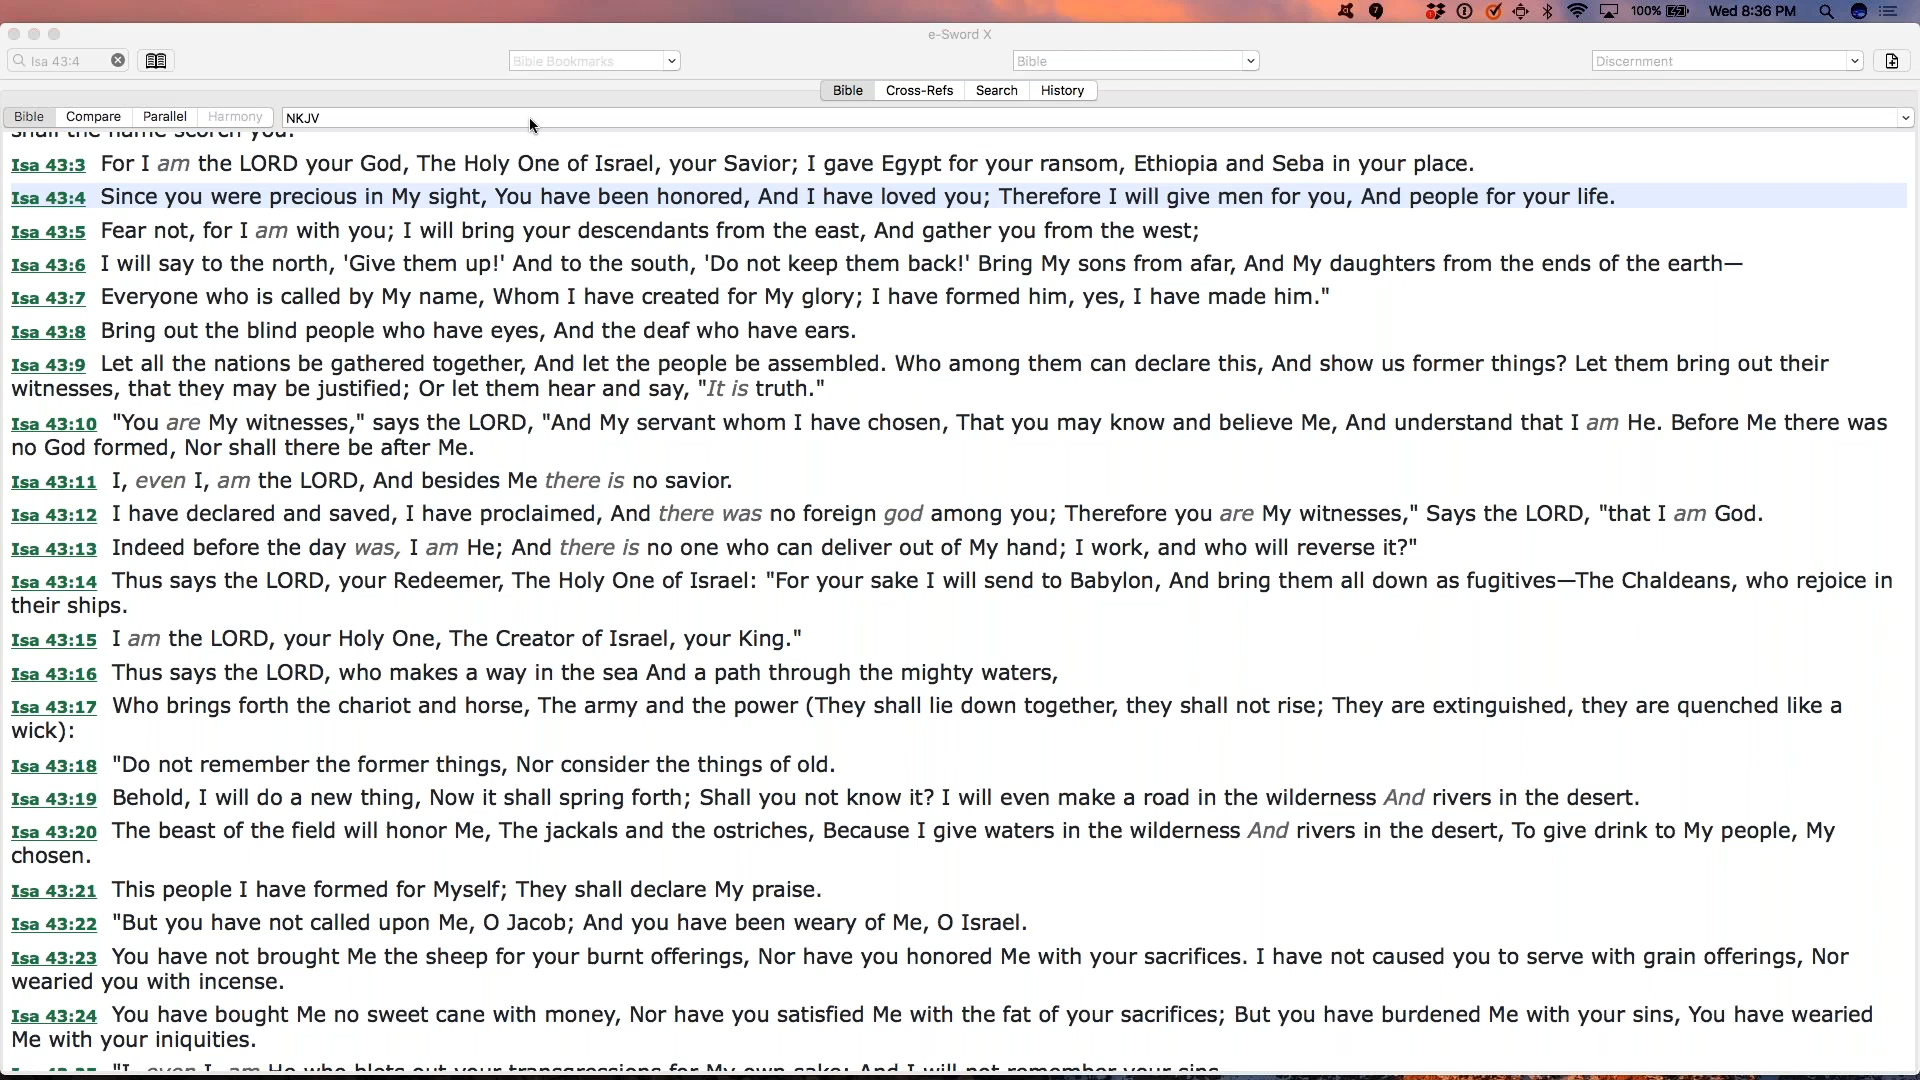 7 100% Wed 8:36 PM
e-Sword X
Isa 43:4 Bible Bookmarks Bible Discernment
Bible Cross-Refs Search History
Bible Compare Parallel Harmony NKJV
Isa 43:3 For I am the LORD your God, The Holy One of Israel, your Savior; I gave Egypt for your ransom, Ethiopia and Seba in your place.
Isa 43:4 Since you were precious in My sight, You have been honored, And I have loved you; Therefore I will give men for you, And people for your life.
Isa 43:5 Fear not, for I am with you; I will bring your descendants from the east, And gather you from the west;
Isa 43:6 I will say to the north, 'Give them up!' And to the south, 'Do not keep them back!' Bring My sons from afar, And My daughters from the ends of the earth—
Isa 43:7 Everyone who is called by My name, Whom I have created for My glory; I have formed him, yes, I have made him."
Isa 43:8 Bring out the blind people who have eyes, And the deaf who have ears.
Isa 43:9 Let all the nations be gathered together, And let the people be assembled. Who among them can declare this, And show us former things? Let them bring out their
witnesses, that they may be justified; Or let them hear and say, "It is truth."
Isa 43:10 "You are My witnesses," says the LORD, "And My servant whom I have chosen, That you may know and believe Me, And understand that I am He. Before Me there was
no God formed, Nor shall there be after Me.
Isa 43:11 I, even I, am the LORD, And besides Me there is no savior.
Isa 43:12 I have declared and saved, I have proclaimed, And there was no foreign god among you; Therefore you are My witnesses," Says the LORD, "that I am God.
Isa 43:13 Indeed before the day was, I am He; And there is no one who can deliver out of My hand; I work, and who will reverse it?"
Isa 43:14 Thus says the LORD, your Redeemer, The Holy One of Israel: "For your sake I will send to Babylon, And bring them all down as fugitives—The Chaldeans, who rejoice in
their ships.
Isa 43:15 I am the LORD, your Holy One, The Creator of Israel, your King."
Isa 43:16 Thus says the LORD, who makes a way in the sea And a path through the mighty waters,
Isa 43:17 Who brings forth the chariot and horse, The army and the power (They shall lie down together, they shall not rise; They are extinguished, they are quenched like a
wick):
Isa 43:18 "Do not remember the former things, Nor consider the things of old.
Isa 43:19 Behold, I will do a new thing, Now it shall spring forth; Shall you not know it? I will even make a road in the wilderness And rivers in the desert.
Isa 43:20 The beast of the field will honor Me, The jackals and the ostriches, Because I give waters in the wilderness And rivers in the desert, To give drink to My people, My
chosen.
Isa 43:21 This people I have formed for Myself; They shall declare My praise.
Isa 43:22 "But you have not called upon Me, O Jacob; And you have been weary of Me, O Israel.
Isa 43:23 You have not brought Me the sheep for your burnt offerings, Nor have you honored Me with your sacrifices. I have not caused you to serve with grain offerings, Nor
wearied you with incense.
Isa 43:24 You have bought Me no sweet cane with money, Nor have you satisfied Me with the fat of your sacrifices; But you have burdened Me with your sins, You have wearied
Me with your iniquities.